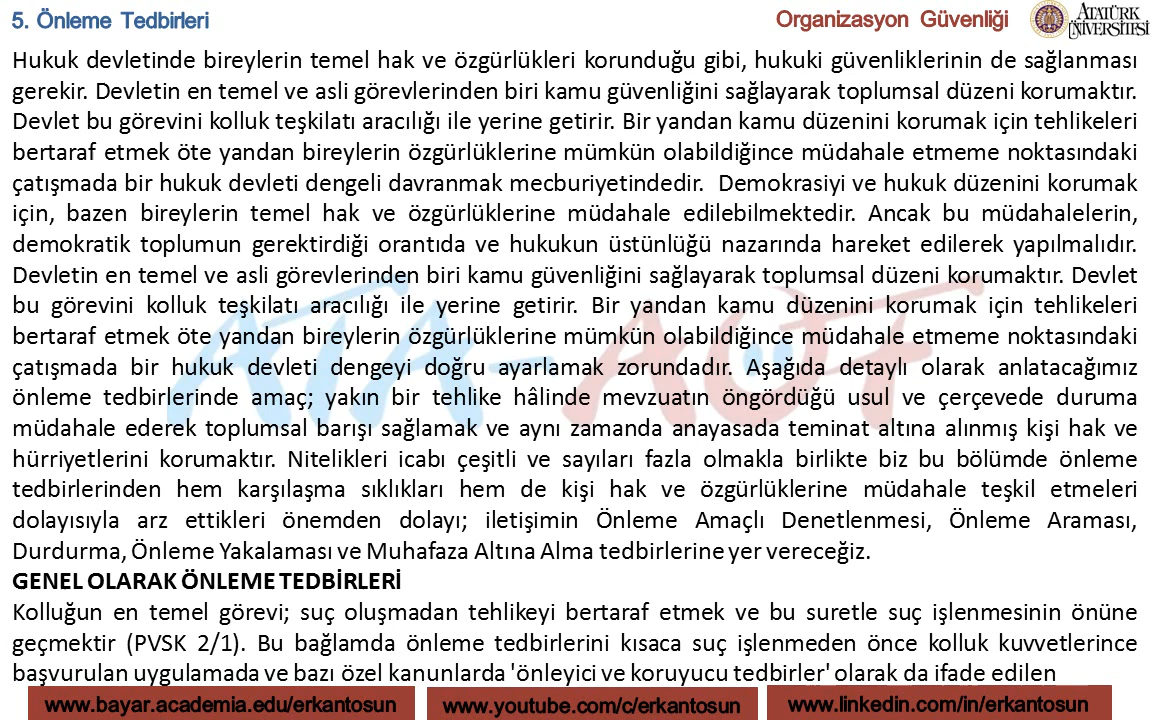 5. Önleme Tedbirleri
Organizasyon Güvenliği
ATATÜRK
ÜNİVERSİTESİ
Hukuk devletinde bireylerin temel hak ve özgürlükleri korunduğu gibi, hukuki güvenliklerinin de sağlanması
gerekir. Devletin en temel ve asli görevlerinden biri kamu güvenliğini sağlayarak toplumsal düzeni korumaktır.
Devlet bu görevini kolluk teşkilatı aracılığı ile yerine getirir. Bir yandan kamu düzenini korumak için tehlikeleri
bertaraf etmek öte yandan bireylerin özgürlüklerine mümkün olabildiğince müdahale etmeme noktasındaki
çatışmada bir hukuk devleti dengeli davranmak mecburiyetindedir. Demokrasiyi ve hukuk düzenini korumak
için, bazen bireylerin temel hak ve özgürlüklerine müdahale edilebilmektedir. Ancak bu müdahalelerin,
demokratik toplumun gerektirdiği orantıda ve hukukun üstünlüğü nazarında hareket edilerek yapılmalıdır.
Devletin en temel ve asli görevlerinden biri kamu güvenliğini sağlayarak toplumsal düzeni korumaktır. Devlet
bu görevini kolluk teşkilatı aracılığı ile yerine getirir. Bir yandan kamu düzenini korumak için tehlikeleri
bertaraf etmek öte yandan bireylerin özgürlüklerine mümkün olabildiğince müdahale etmeme noktasındaki
çatışmada bir hukuk devleti dengeyi doğru ayarlamak zorundadır. Aşağıda detaylı olarak anlatacağımız
önleme tedbirlerinde amaç; yakın bir tehlike hâlinde mevzuatın öngördüğü usul ve çerçevede duruma
müdahale ederek toplumsal barışı sağlamak ve aynı zamanda anayasada teminat altına alınmış kişi hak ve
hürriyetlerini korumaktır. Nitelikleri icabı çeşitli ve sayıları fazla olmakla birlikte biz bu bölümde önleme
tedbirlerinden hem karşılaşma sıklıkları hem de kişi hak ve özgürlüklerine müdahale teşkil etmeleri
dolayısıyla arz ettikleri önemden dolayı; iletişimin Önleme Amaçlı Denetlenmesi, Önleme Araması,
Durdurma, Önleme Yakalaması ve Muhafaza Altına Alma tedbirlerine yer vereceğiz.
GENEL OLARAK ÖNLEME TEDBİRLERİ
Kolluğun en temel görevi; suç oluşmadan tehlikeyi bertaraf etmek ve bu suretle suç işlenmesinin önüne
geçmektir (PVSK 2/1). Bu bağlamda önleme tedbirlerini kısaca suç işlenmeden önce kolluk kuvvetlerince
başvurulan uygulamada ve bazı özel kanunlarda 'önleyici ve koruyucu tedbirler' olarak da ifade edilen
ATA-AÖF
www.bayar.academia.edu/erkantosun
www.youtube.com/c/erkantosun
www.linkedin.com/in/erkantosun